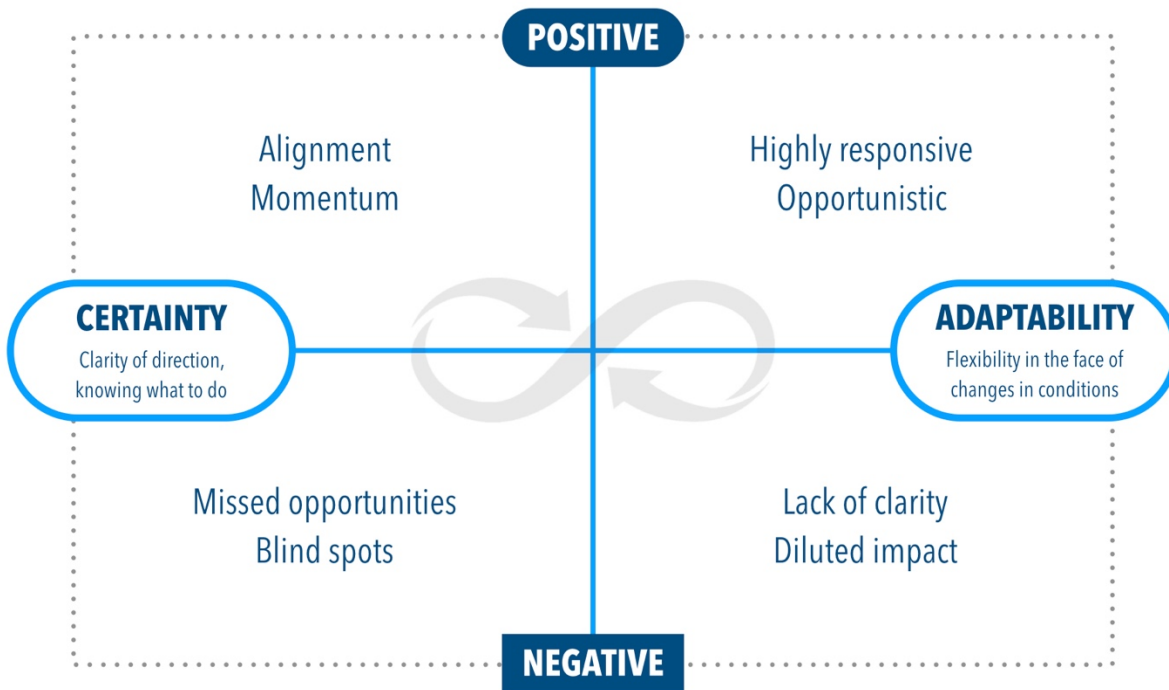 POSITIVE
Alignment
Momentum
Highly responsive
Opportunistic
CERTAINTY
Clarity of direction,
knowing what to do
ADAPTABILITY
Flexibility in the face of
changes in conditions
Missed opportunities
Blind spots
Lack of clarity
Diluted impact
NEGATIVE